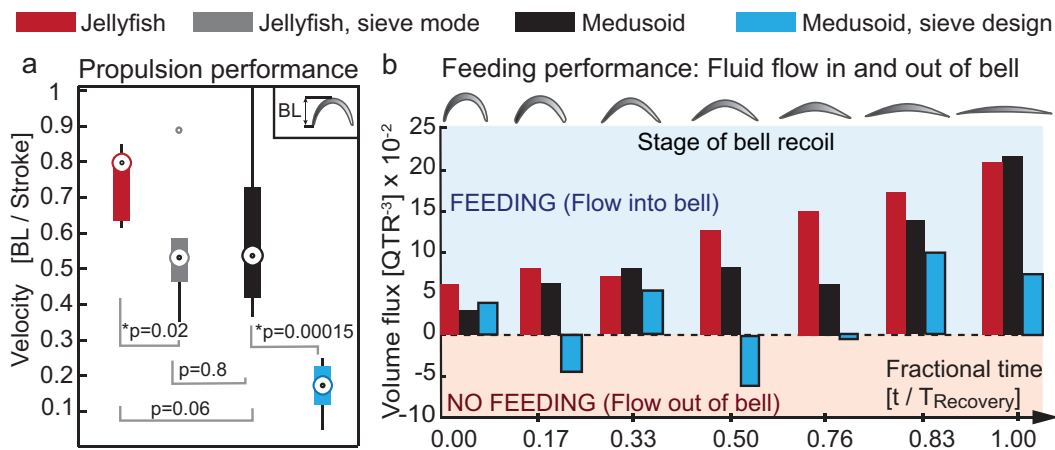 Jellyfish
Jellyfish, sieve mode
Medusoid
Medusoid, sieve design
a
Propulsion performance
BL
Velocity [BL / Stroke]
1
0.9
0.8
0.7
0.6
0.5
0.4
0.3
0.2
0.1
*p=0.02
*p=0.00015
p=0.8
p=0.06
b
Feeding performance: Fluid flow in and out of bell
Stage of bell recoil
FEEDING (Flow into bell)
Volume flux [QTR-3] x 10-2
25
20
15
10
5
0
-5
-10
NO FEEDING (Flow out of bell)
Fractional time
[t / TRecovery]
0.00 0.17 0.33 0.50 0.76 0.83 1.00